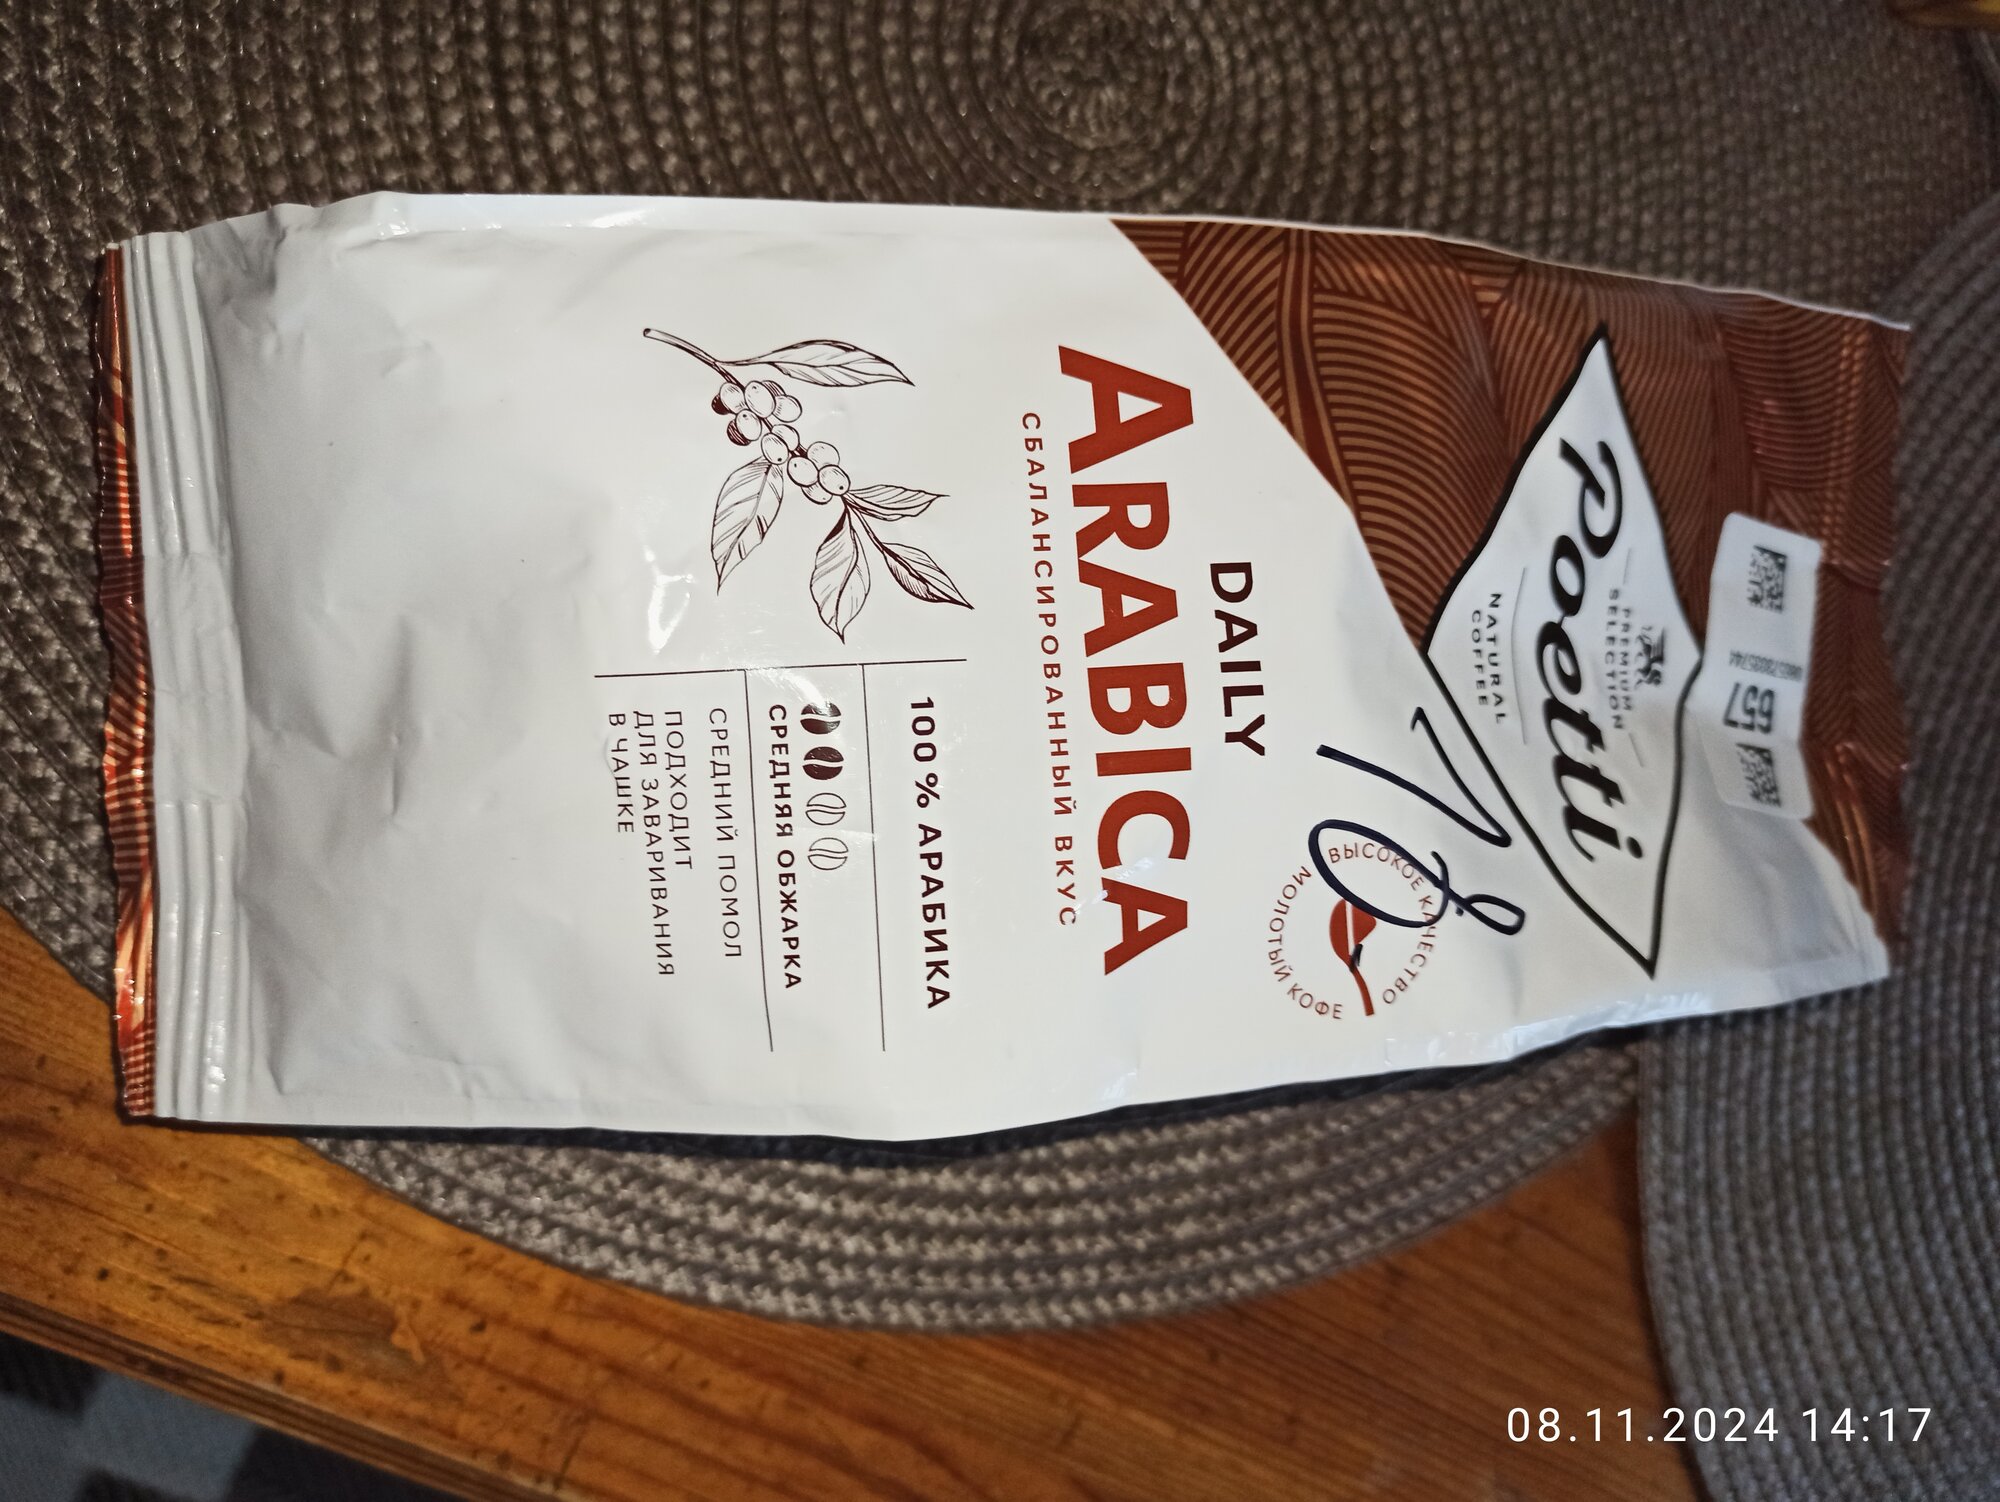 657
Poetti
PREMIUM
SELECTION
NATURAL
COFFEE
ВЫСОКОЕ КАЧЕСТВО
МОЛОТЫЙ КОФЕ
DAILY
ARABICA
СБАЛАНСИРОВАННЫЙ ВКУС
100% АРАБИКА
СРЕДНЯЯ ОБЖАРКА
СРЕДНИЙ ПОМОЛ
ПОДХОДИТ
ДЛЯ ЗАВАРИВАНИЯ
В ЧАШКЕ
08.11.2024 14:17